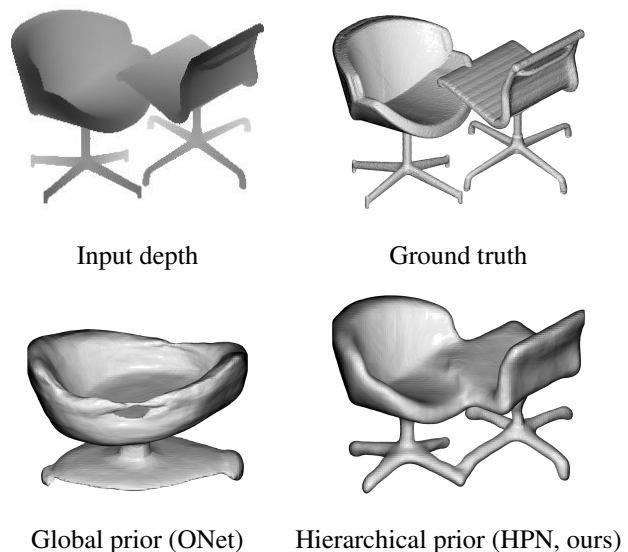 Input depth
Ground truth
Global prior (ONet)
Hierarchical prior (HPN, ours)